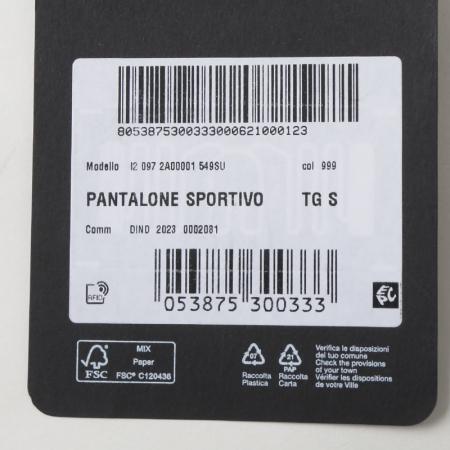 8053875300333000621000123
Modello I2 097 2A00001 549SU col 999
PANTALONE SPORTIVO TG S
Comm DIND 2023 0002081
RFID
053875 300333
FSC
MIX
Paper
FSC® C120436
07
Raccolta
Plastica
21
PAP
Raccolta
Carta
Verifica le disposizioni
del tuo comune
Check the provisions
of your town
Vérifier les dispositions
de votre Ville